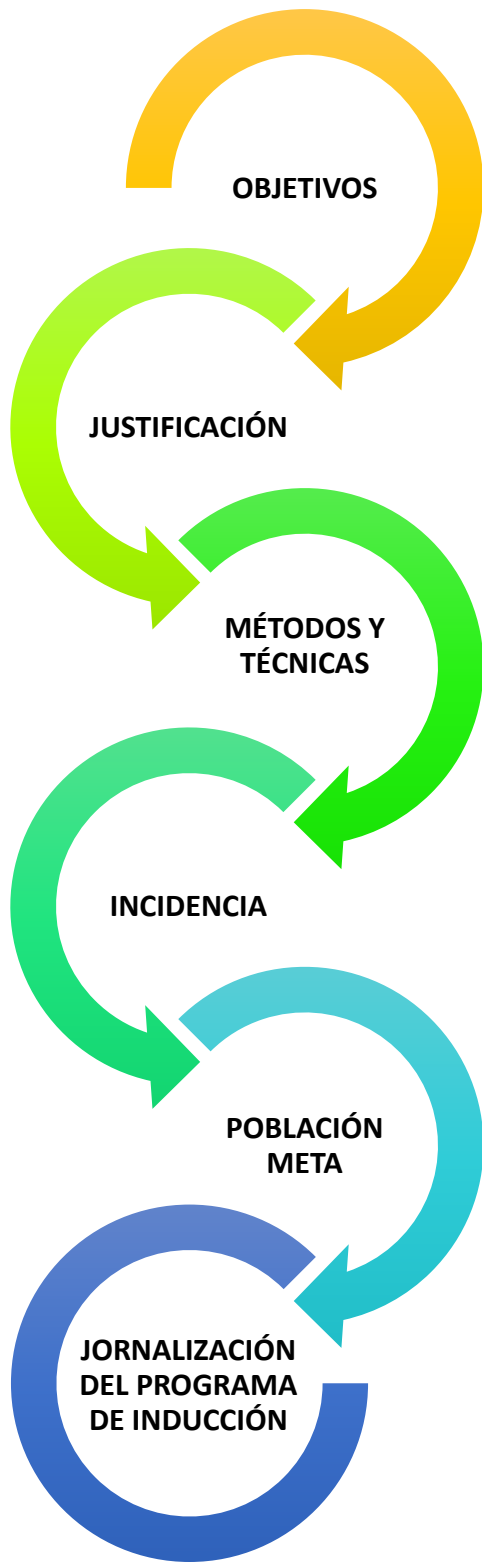 OBJETIVOS
JUSTIFICACIÓN
MÉTODOS Y
TÉCNICAS
INCIDENCIA
POBLACIÓN
META
JORNALIZACIÓN
DEL PROGRAMA
DE INDUCCIÓN